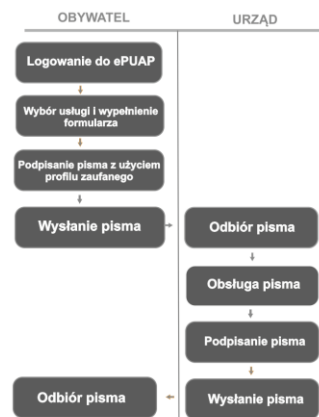 OBYWATEL
URZĄD
Logowanie do ePUAP
Wybór usługi i wypełnienie
formularza
Podpisanie pisma z użyciem
profilu zaufanego
Wysłanie pisma
Odbiór pisma
Obsługa pisma
Podpisanie pisma
Wysłanie pisma
Odbiór pisma